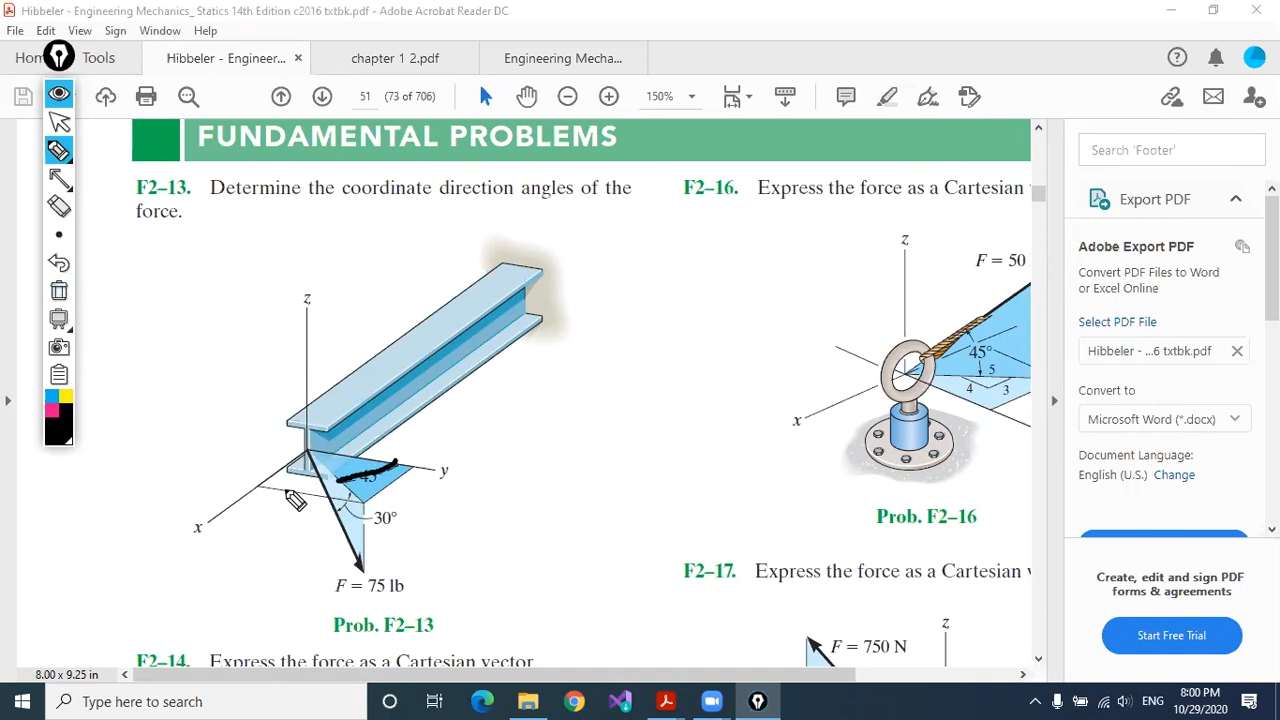 Hibbeler - Engineering Mechanics_ Statics 14th Edition c2016 txtbk.pdf - Adobe Acrobat Reader DC
File Edit View Sign Window Help
Hom Tools Hibbeler - Engineer... × chapter 1 2.pdf Engineering Mecha...
51 (73 of 706) 150%
FUNDAMENTAL PROBLEMS
F2–13. Determine the coordinate direction angles of the
force.
z
y
x
45°
30°
F = 75 lb
Prob. F2–13
F2–14. Express the force as a Cartesian vector.
F2–16. Express the force as a Cartesian
z
F = 50
45°
5
4
3
x
Prob. F2–16
F2–17. Express the force as a Cartesian v
z
F = 750 N
8.00 x 9.25 in
Search 'Footer'
Export PDF
Adobe Export PDF
Convert PDF Files to Word
or Excel Online
Select PDF File
Hibbeler - ...6 txtbk.pdf
Convert to
Microsoft Word (*.docx)
Document Language:
English (U.S.) Change
Create, edit and sign PDF
forms & agreements
Start Free Trial
Type here to search
ENG
8:00 PM
10/29/2020